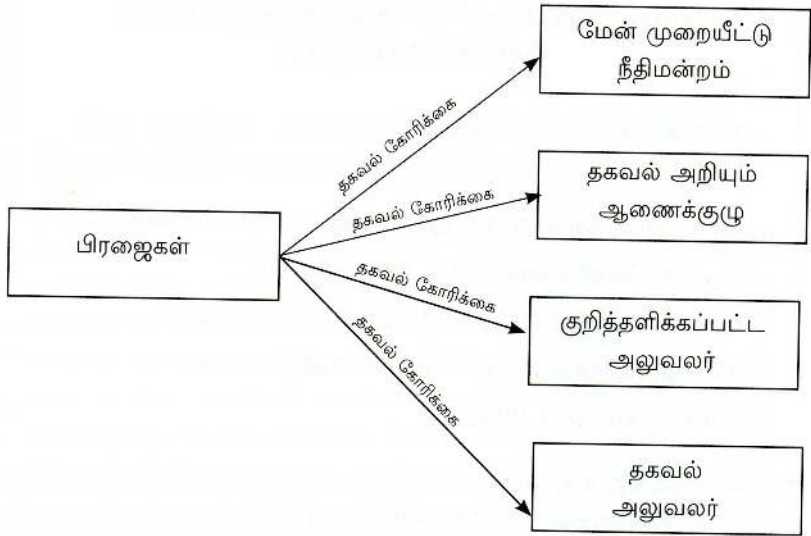 மேன் முறையீட்டு
நீதிமன்றம்
தகவல் கோரிக்கை
தகவல் அறியும்
ஆணைக்குழு
தகவல் கோரிக்கை
பிரஜைகள்
தகவல் கோரிக்கை
குறித்தளிக்கப்பட்ட
அலுவலர்
தகவல் கோரிக்கை
தகவல்
அலுவலர்